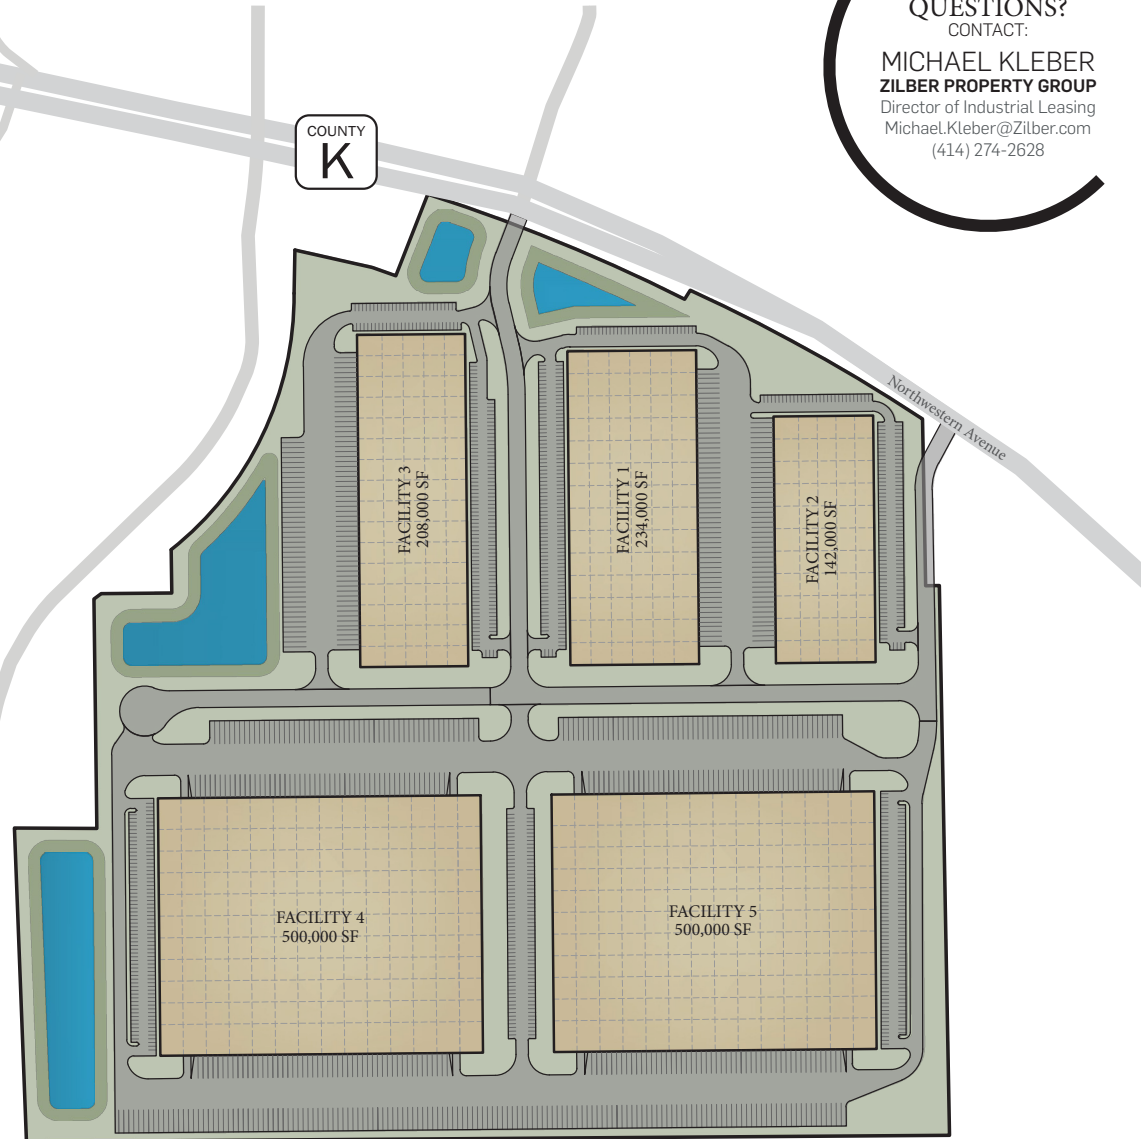 QUESTIONS?
CONTACT:
MICHAEL KLEBER
ZILBER PROPERTY GROUP
Director of Industrial Leasing
Michael.Kleber@Zilber.com
(414) 274-2628
COUNTY
K
Northwestern Avenue
FACILITY 3
208,000 SF
FACILITY 1
234,000 SF
FACILITY 2
142,000 SF
FACILITY 4
500,000 SF
FACILITY 5
500,000 SF